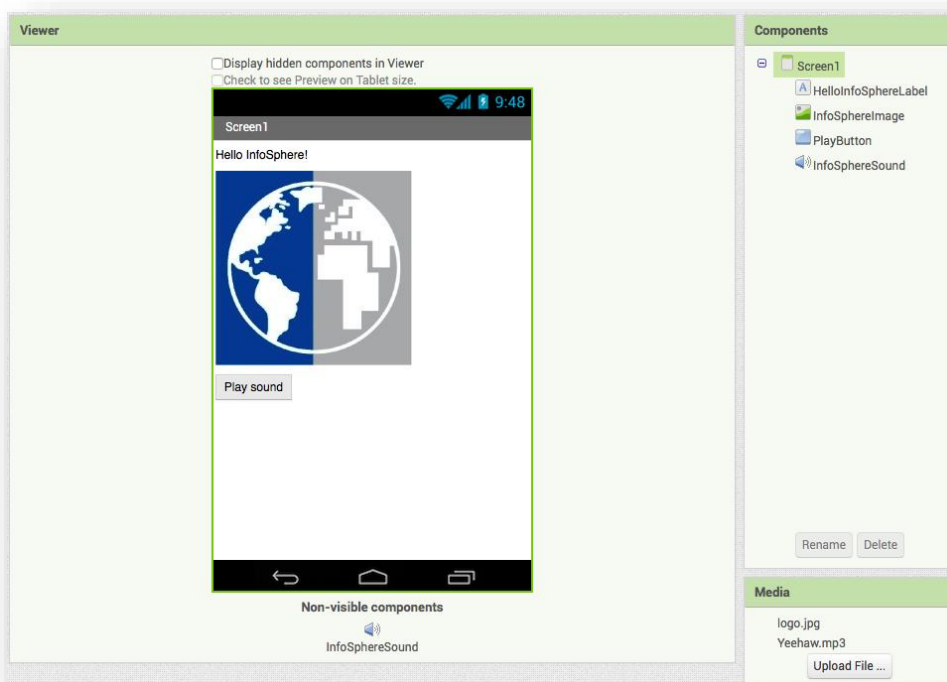 Viewer
Display hidden components in Viewer
Check to see Preview on Tablet size.
9:48
Screen1
Hello InfoSphere!
Play sound
Non-visible components
InfoSphereSound
Components
Screen1
A HelloInfoSphereLabel
InfoSphereImage
PlayButton
InfoSphereSound
Rename Delete
Media
logo.jpg
Yeehaw.mp3
Upload File ...